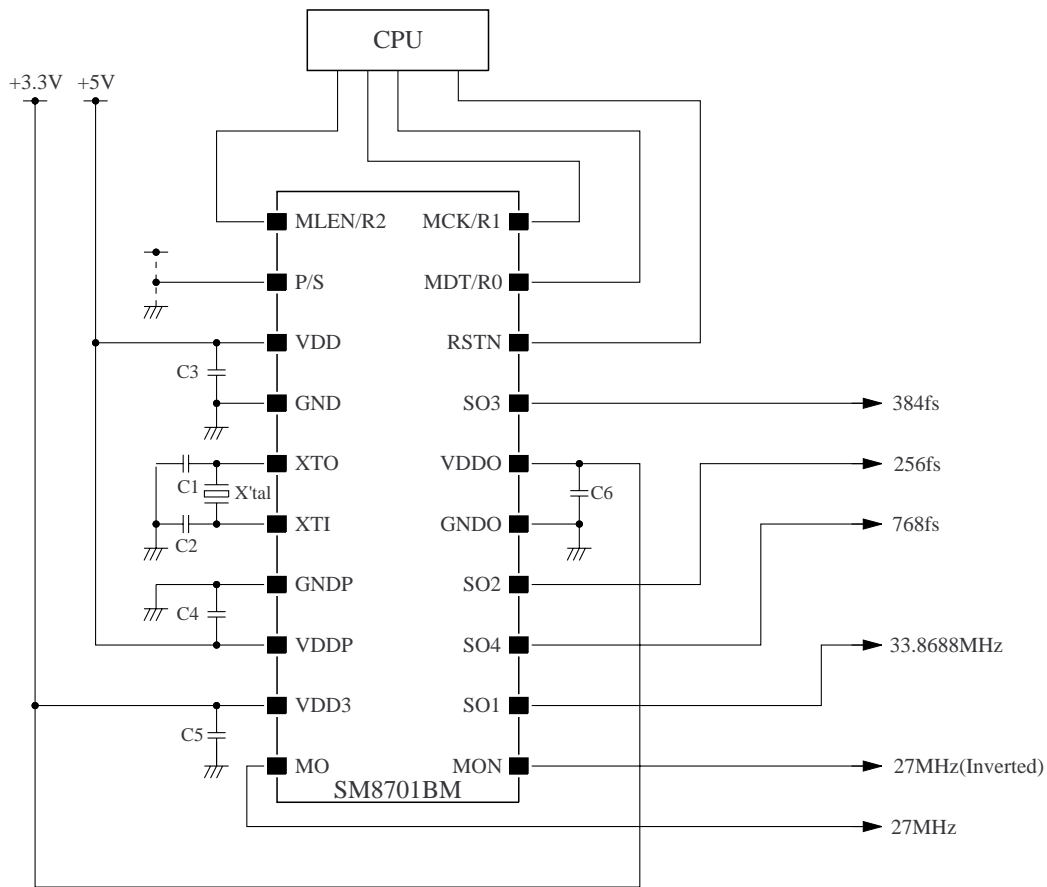 CPU
+3.3V +5V
MLEN/R2 MCK/R1
P/S MDT/R0
VDD RSTN
C3
GND SO3 384fs
XTO VDDO 256fs
C1 X'tal C6
XTI GNDO 768fs
C2
GNDP SO2
C4
VDDP SO4 33.8688MHz
VDD3 SO1
C5
MO MON 27MHz(Inverted)
SM8701BM
27MHz